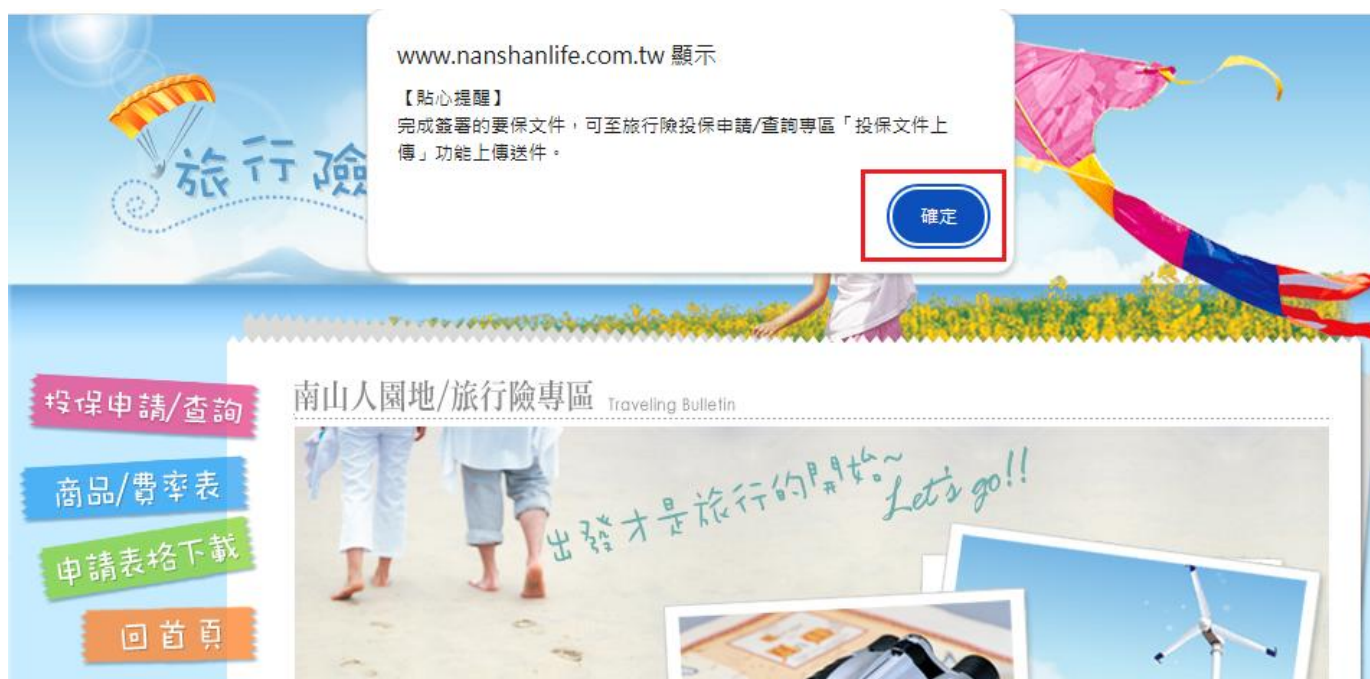 www.nanshanlife.com.tw 顯示
【貼心提醒】
完成簽署的要保文件，可至旅行險投保申請/查詢專區「投保文件上
傳」功能上傳送件。
確定
旅行險
投保申請/查詢
商品/費率表
申請表格下載
回首頁
南山人園地/旅行險專區 Traveling Bulletin
出發才是旅行的開始~
Let's go!!